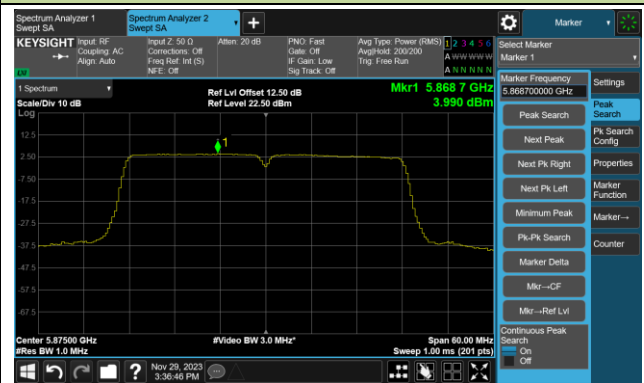 Spectrum Analyzer 1
Swept SA
Spectrum Analyzer 2
Swept SA
+
Marker
KEYSIGHT
Input: RF
Coupling: AC
Align: Auto
Input Z: 50 Ω
Corrections: Off
Freq Ref: Int (S)
NFE: Off
Atten: 20 dB
PNO: Fast
Gate: Off
IF Gain: Low
Sig Track: Off
Avg Type: Power (RMS)
Avg|Hold: 200/200
Trig: Free Run
1 2 3 4 5 6
A W W W W W
A N N N N N
LXI
Select Marker
Marker 1
1 Spectrum
Scale/Div 10 dB
Log
Ref Lvl Offset 12.50 dB
Ref Level 22.50 dBm
Mkr1 5.868 7 GHz
3.990 dBm
12.5
2.50
-7.50
-17.5
-27.5
-37.5
-47.5
-57.5
-67.5
1
Center 5.87500 GHz
#Res BW 1.0 MHz
#Video BW 3.0 MHz*
Span 60.00 MHz
Sweep 1.00 ms (201 pts)
Marker Frequency
5.868700000 GHz
Peak Search
Next Peak
Next Pk Right
Next Pk Left
Minimum Peak
Pk-Pk Search
Marker Delta
Mkr→CF
Mkr→Ref Lvl
Continuous Peak
Search
On
Off
Settings
Peak
Search
Pk Search
Config
Properties
Marker
Function
Marker→
Counter
?
Nov 29, 2023
3:36:46 PM